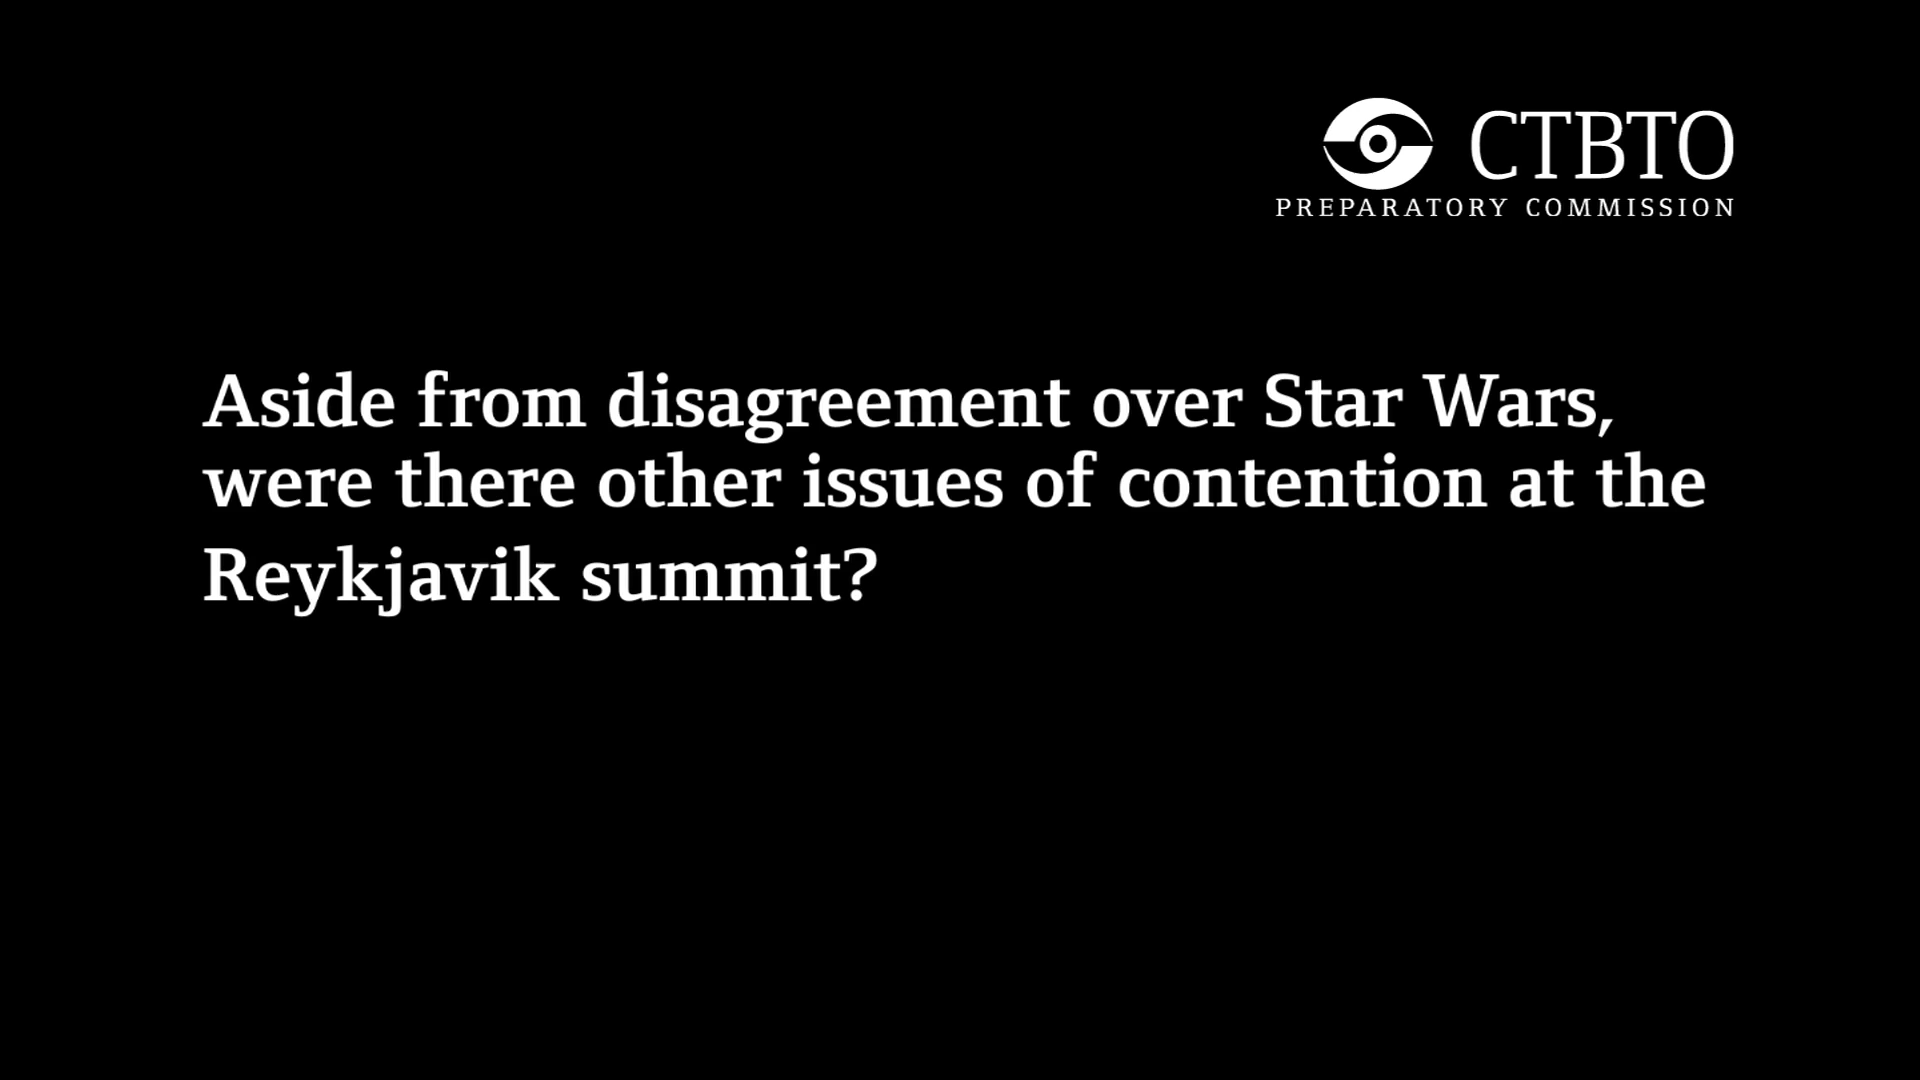 CTBTO
PREPARATORY COMMISSION
Aside from disagreement over Star Wars,
were there other issues of contention at the
Reykjavik summit?